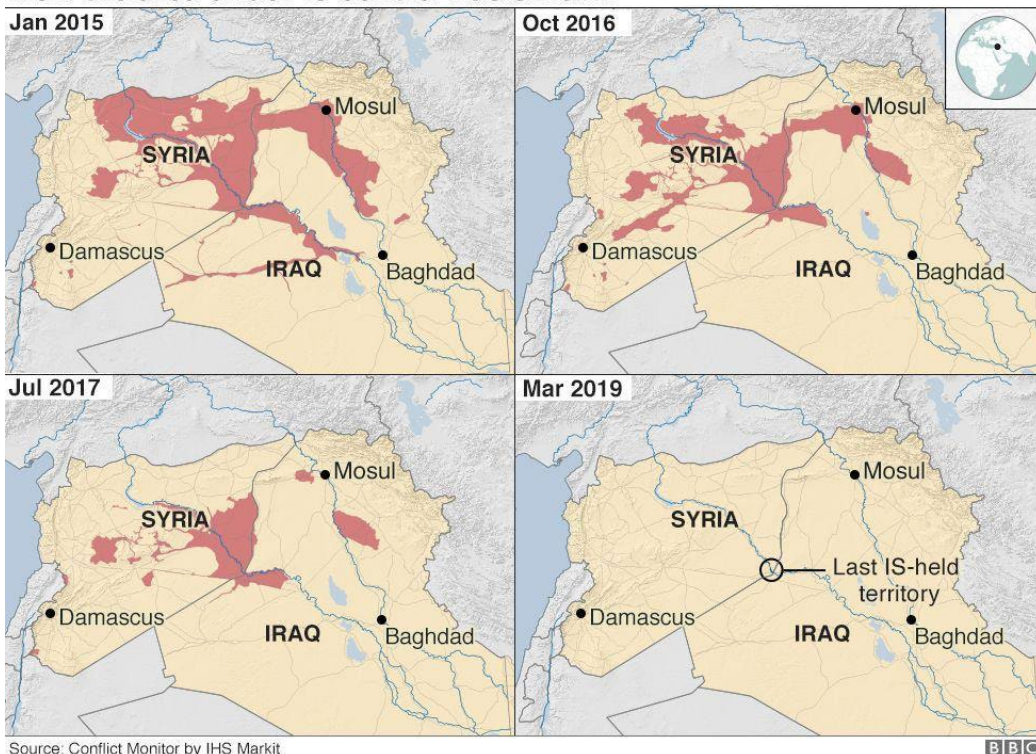 Jan 2015
Mosul
SYRIA
Damascus
IRAQ
Baghdad
Oct 2016
Mosul
SYRIA
Damascus
IRAQ
Baghdad
Jul 2017
Mosul
SYRIA
Damascus
IRAQ
Baghdad
Mar 2019
Mosul
SYRIA
Last IS-held
territory
Damascus
IRAQ
Baghdad
Source: Conflict Monitor by IHS Markit
BBC